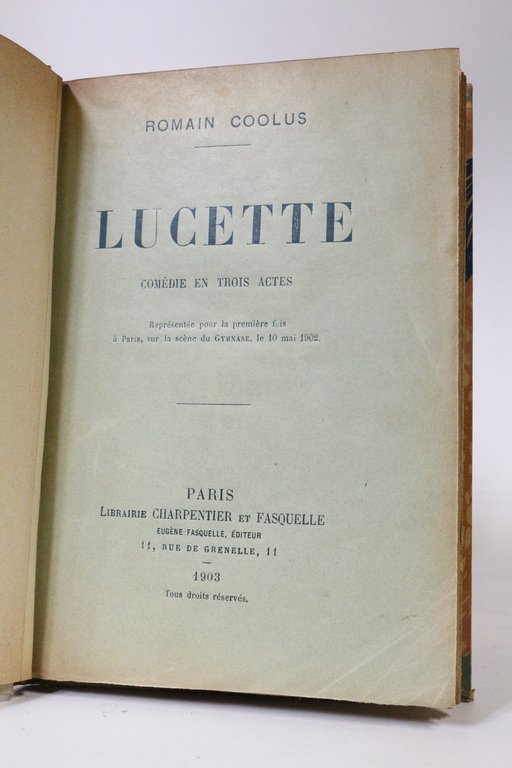 ROMAIN COOLUS
LUCETTE
COMÉDIE EN TROIS ACTES
Représentée pour la première fois
à Paris, sur la scène du GYMNASE, le 10 mai 1902.
PARIS
LIBRAIRIE CHARPENTIER ET FASQUELLE
EUGÈNE FASQUELLE, ÉDITEUR
11, RUE DE GRENELLE, 11
1903
Tous droits réservés.